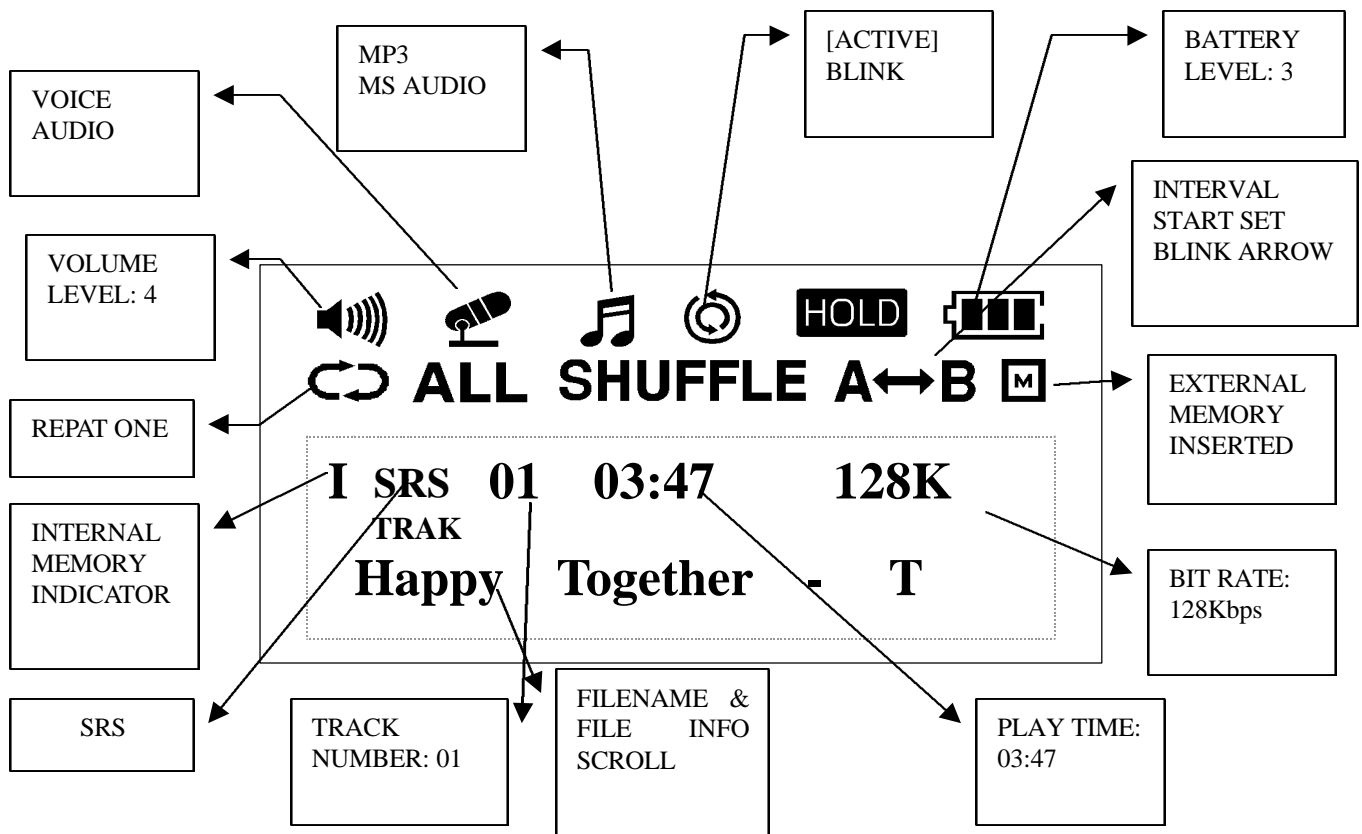 [ACTIVE]
BLINK
BATTERY
LEVEL: 3
MP3
MS AUDIO
VOICE
AUDIO
INTERVAL
START SET
BLINK ARROW
VOLUME
LEVEL: 4
HOLD
ALL SHUFFLE A↔B M
REPAT ONE
EXTERNAL
MEMORY
INSERTED
I SRS 01 03:47 128K
TRAK
Happy Together - T
INTERNAL
MEMORY
INDICATOR
BIT RATE:
128Kbps
SRS
TRACK
NUMBER: 01
FILENAME &
FILE INFO
SCROLL
PLAY TIME:
03:47